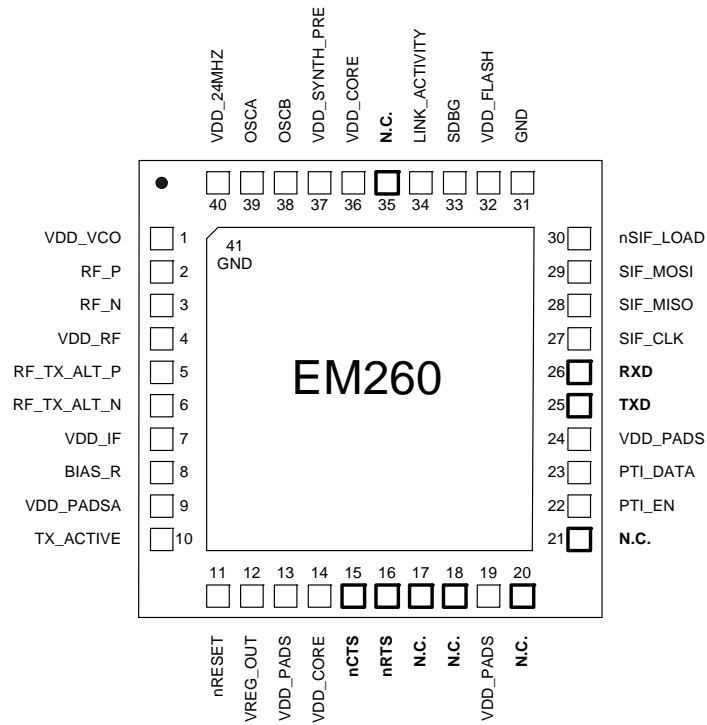 VDD_24MHZ
OSCA
OSCB
VDD_SYNTH_PRE
VDD_CORE
N.C.
LINK_ACTIVITY
SDBG
VDD_FLASH
GND
40 39 38 37 36 35 34 33 32 31
VDD_VCO 1
RF_P 2
RF_N 3
VDD_RF 4
RF_TX_ALT_P 5
RF_TX_ALT_N 6
VDD_IF 7
BIAS_R 8
VDD_PADSA 9
TX_ACTIVE 10
41
GND
EM260
30 nSIF_LOAD
29 SIF_MOSI
28 SIF_MISO
27 SIF_CLK
26 RXD
25 TXD
24 VDD_PADS
23 PTI_DATA
22 PTI_EN
21 N.C.
11 12 13 14 15 16 17 18 19 20
nRESET
VREG_OUT
VDD_PADS
VDD_CORE
nCTS
nRTS
N.C.
N.C.
VDD_PADS
N.C.